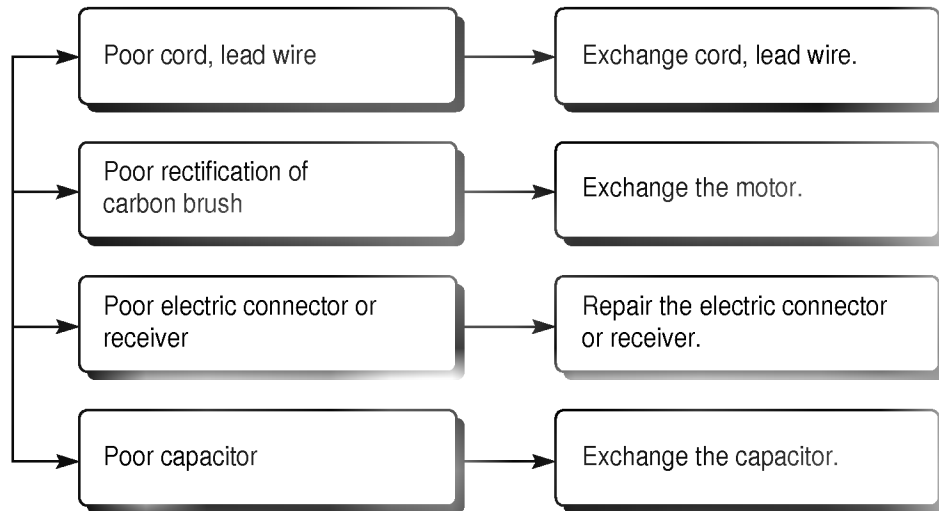 Poor cord, lead wire
Exchange cord, lead wire.
Poor rectification of
carbon brush
Exchange the motor.
Poor electric connector or
receiver
Repair the electric connector
or receiver.
Poor capacitor
Exchange the capacitor.